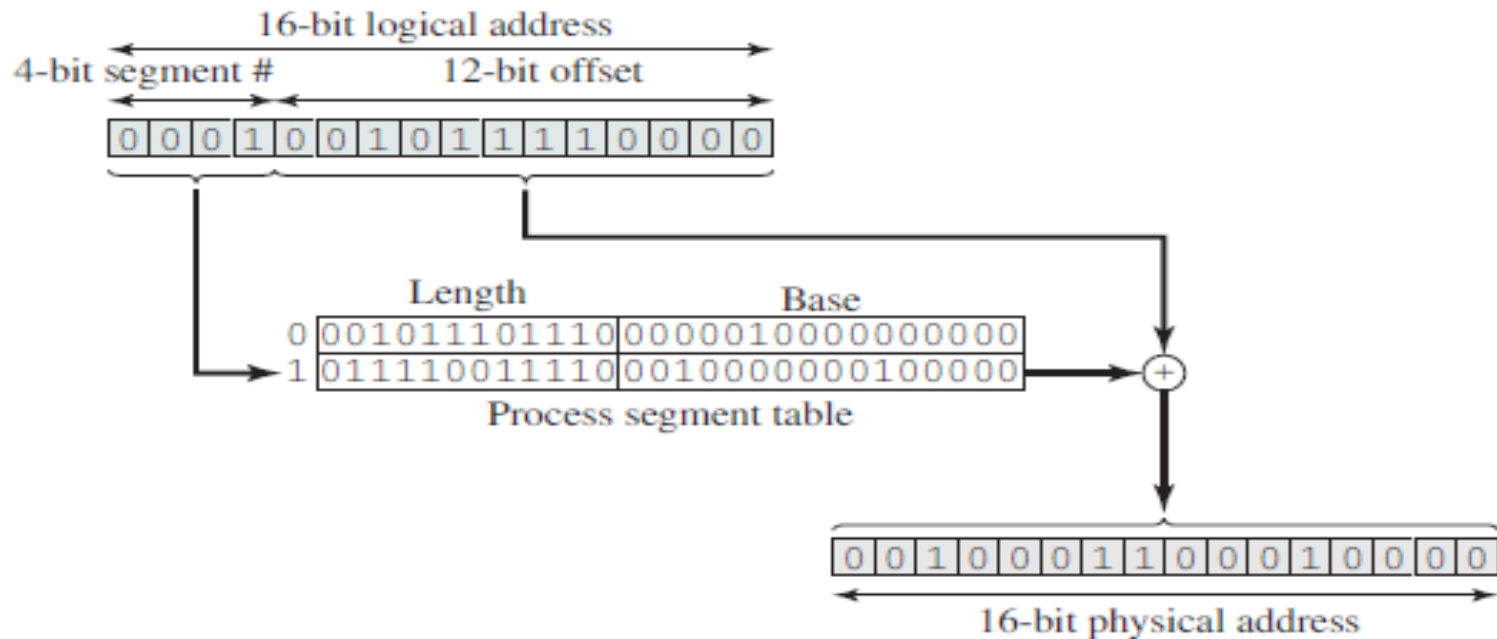 16-bit logical address
4-bit segment # 12-bit offset
0 0 0 1 0 0 1 0 1 1 1 1 0 0 0 0
Length Base
0 001011101110 0000010000000000
1 011110011110 0010000000100000
+
Process segment table
0 0 1 0 0 0 1 1 0 0 0 1 0 0 0 0
16-bit physical address